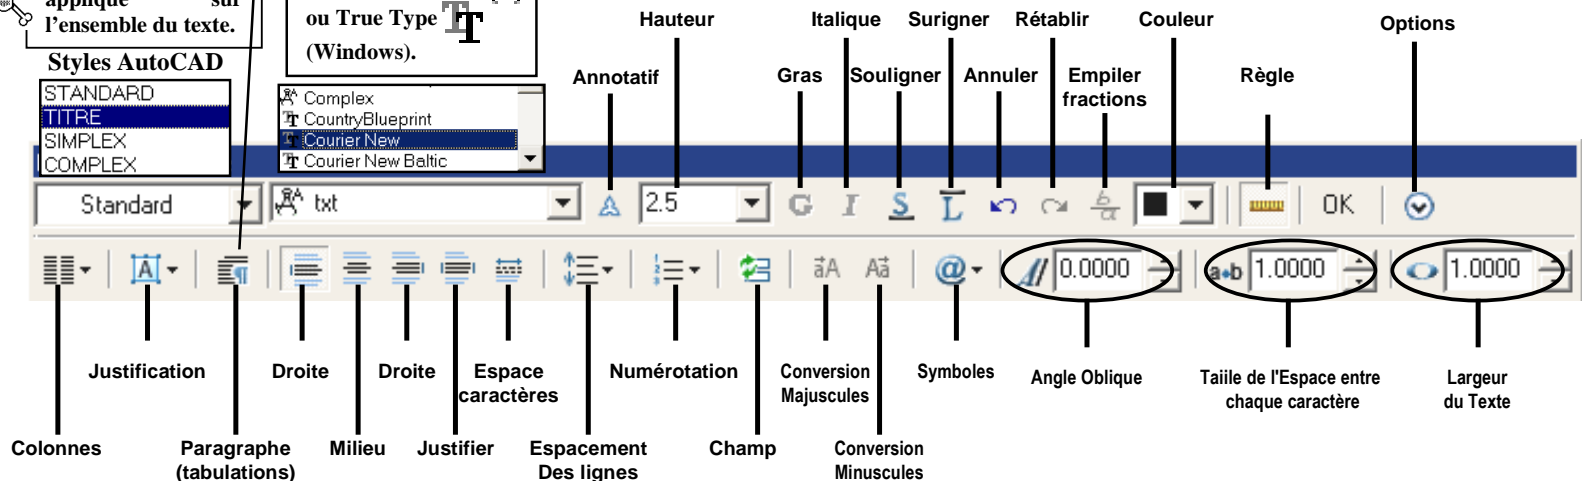 appliqué sur
l’ensemble du texte.
ou True Type
(Windows).
Styles AutoCAD
STANDARD
TITRE
SIMPLEX
COMPLEX
Complex
CountryBlueprint
Courier New
Courier New Baltic
Annotatif
Hauteur
Gras
Italique
Souligner
Surigner
Annuler
Rétablir
Empiler
fractions
Couleur
Règle
Options
Standard
txt
2.5
G I S L b/a
OK
A
aA Aa
@
0.0000
a•b 1.0000
1.0000
Justification
Droite
Droite
Espace
caractères
Numérotation
Conversion
Majuscules
Symboles
Angle Oblique
Taiile de l'Espace entre
chaque caractère
Largeur
du Texte
Colonnes
Paragraphe
(tabulations)
Milieu
Justifier
Espacement
Des lignes
Champ
Conversion
Minuscules